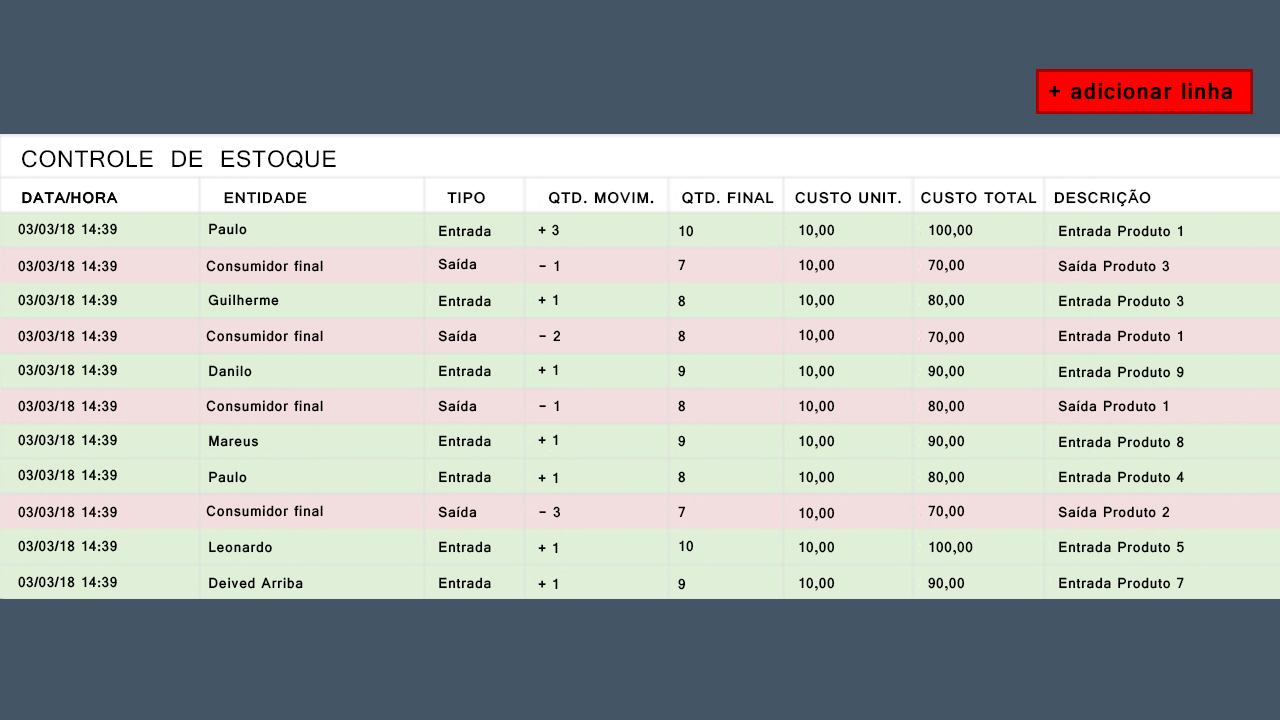 + adicionar linha
CONTROLE DE ESTOQUE
DATA/HORA ENTIDADE TIPO QTD. MOVIM. QTD. FINAL CUSTO UNIT. CUSTO TOTAL DESCRIÇÃO
03/03/18 14:39 Paulo Entrada + 3 10 10,00 100,00 Entrada Produto 1
03/03/18 14:39 Consumidor final Saída − 1 7 10,00 70,00 Saída Produto 3
03/03/18 14:39 Guilherme Entrada + 1 8 10,00 80,00 Entrada Produto 3
03/03/18 14:39 Consumidor final Saída − 2 8 10,00 70,00 Entrada Produto 1
03/03/18 14:39 Danilo Entrada + 1 9 10,00 90,00 Entrada Produto 9
03/03/18 14:39 Consumidor final Saída − 1 8 10,00 80,00 Saída Produto 1
03/03/18 14:39 Mareus Entrada + 1 9 10,00 90,00 Entrada Produto 8
03/03/18 14:39 Paulo Entrada + 1 8 10,00 80,00 Entrada Produto 4
03/03/18 14:39 Consumidor final Saída − 3 7 10,00 70,00 Saída Produto 2
03/03/18 14:39 Leonardo Entrada + 1 10 10,00 100,00 Entrada Produto 5
03/03/18 14:39 Deived Arriba Entrada + 1 9 10,00 90,00 Entrada Produto 7